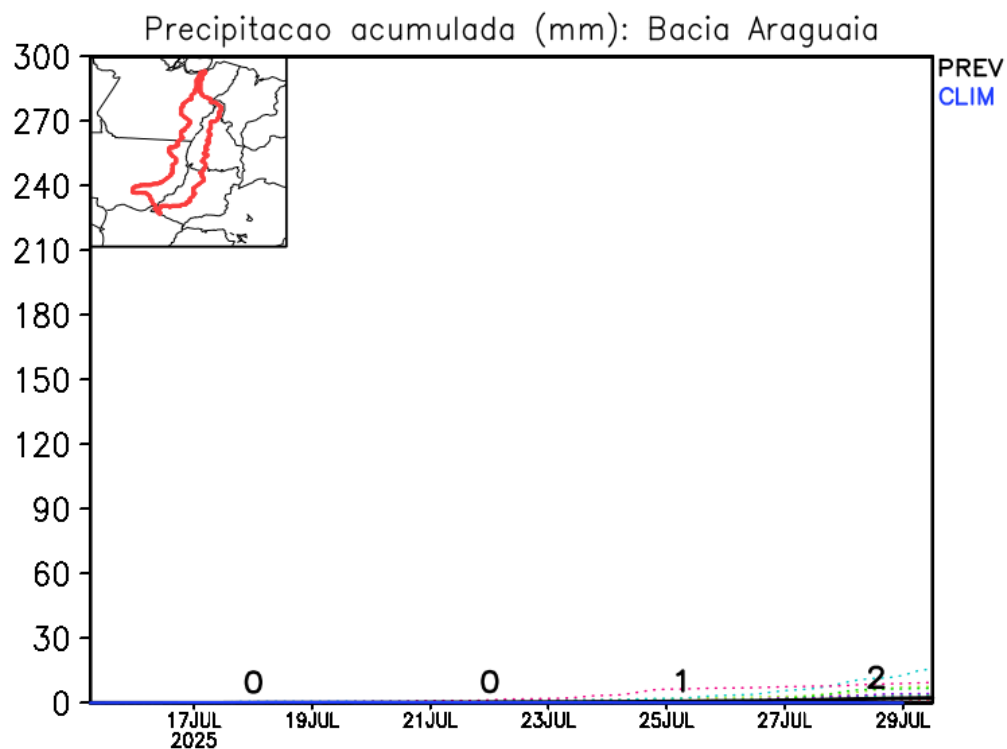 Precipitacao acumulada (mm): Bacia Araguaia
PREV
CLIM
300
270
240
210
180
150
120
90
60
30
0
0 0 1 2
17JUL 19JUL 21JUL 23JUL 25JUL 27JUL 29JUL
2025